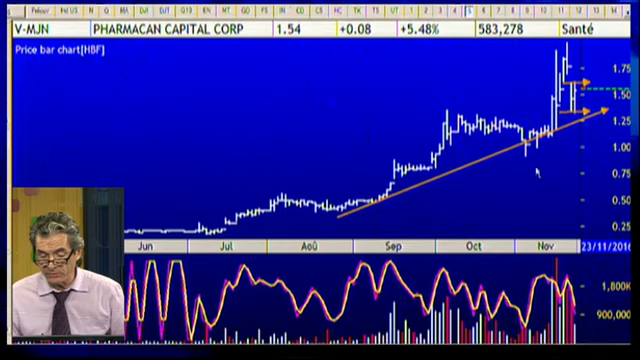 V-MJN PHARMACAN CAPITAL CORP 1.54 +0.08 +5.48% 583,278 Santé
Price bar chart[HBF]
1.75
1.50
1.25
1.00
0.75
0.50
0.25
Jun Jul Aoû Sep Oct Nov 23/11/2016
1,800K
900,000